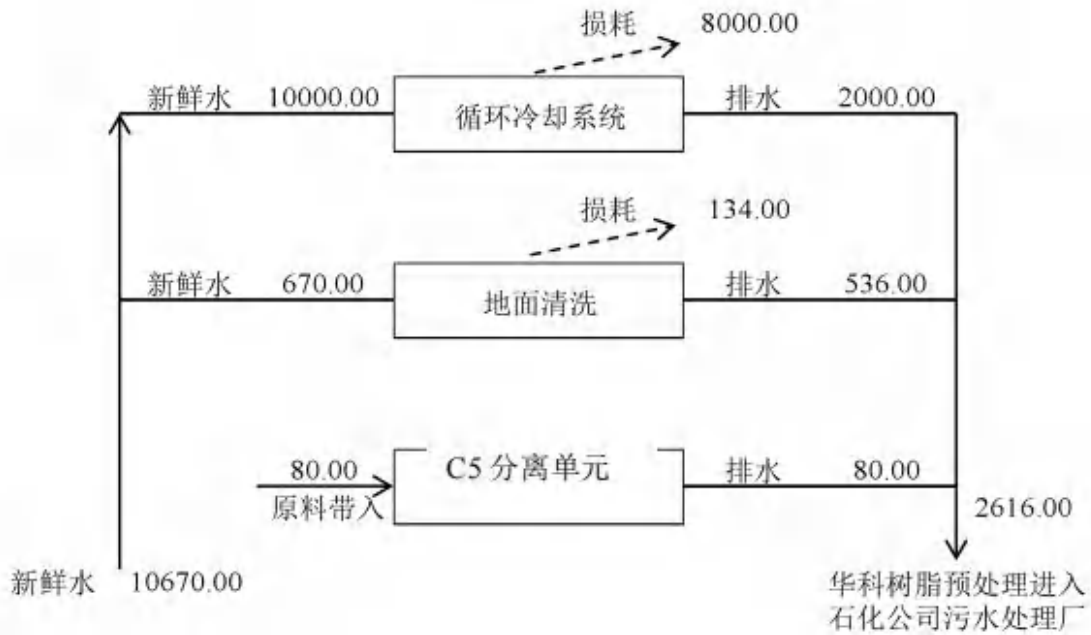 损耗 8000.00
新鲜水 10000.00 循环冷却系统 排水 2000.00
损耗 134.00
新鲜水 670.00 地面清洗 排水 536.00
80.00 C5 分离单元 排水 80.00
原料带入
2616.00
新鲜水 10670.00
华科树脂预处理进入
石化公司污水处理厂